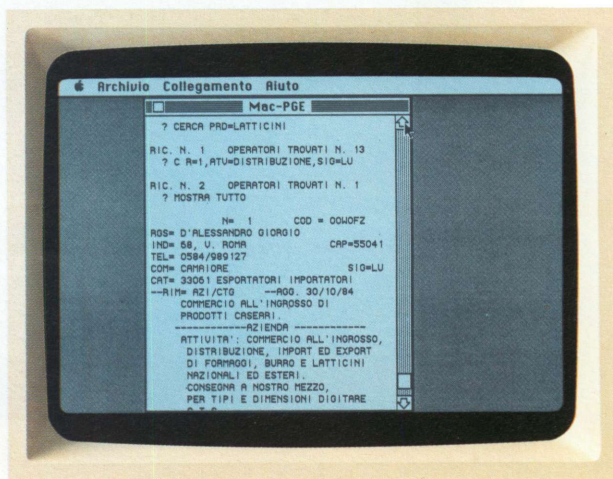 Archivio Collegamento Aiuto
Mac-PGE
? CERCA PRD=LATTICINI
RIC. N. 1 OPERATORI TROVATI N. 13
? C R=1,ATV=DISTRIBUZIONE,SIG=LU
RIC. N. 2 OPERATORI TROVATI N. 1
? MOSTRA TUTTO
N= 1 COD = OOWOFZ
RGS= D'ALESSANDRO GIORGIO
IND= 68, V. ROMA CAP=55041
TEL= 0584/989127
COM= CAMAIORE SIG=LU
CAT= 33061 ESPORTATORI IMPORTATORI
--RIM= AZI/CTG --AGG. 30/10/84
COMMERCIO ALL'INGROSSO DI
PRODOTTI CASEARI.
------------AZIENDA ------------
ATTIVITA': COMMERCIO ALL'INGROSSO,
DISTRIBUZIONE, IMPORT ED EXPORT
DI FORMAGGI, BURRO E LATTICINI
NAZIONALI ED ESTERI.
-CONSEGNA A NOSTRO MEZZO,
PER TIPI E DIMENSIONI DIGITARE